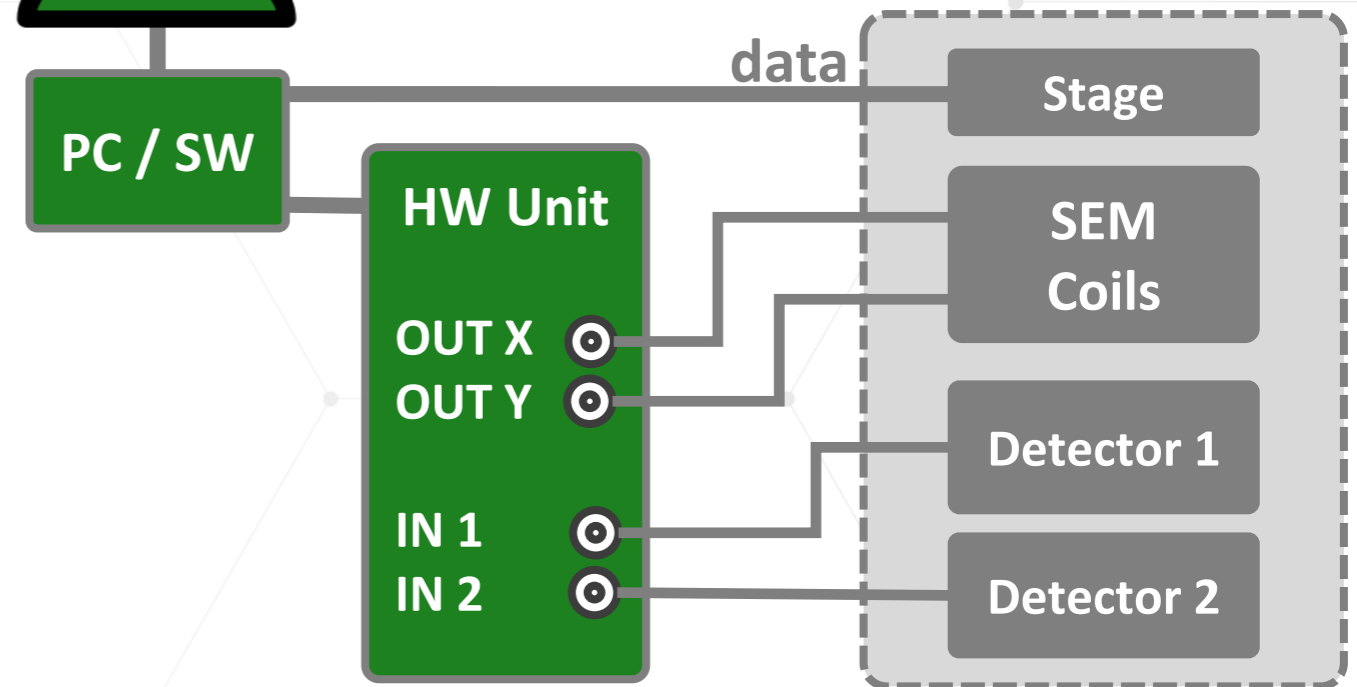 data
Stage
PC / SW
HW Unit
SEM
Coils
OUT X
OUT Y
Detector 1
IN 1
IN 2
Detector 2